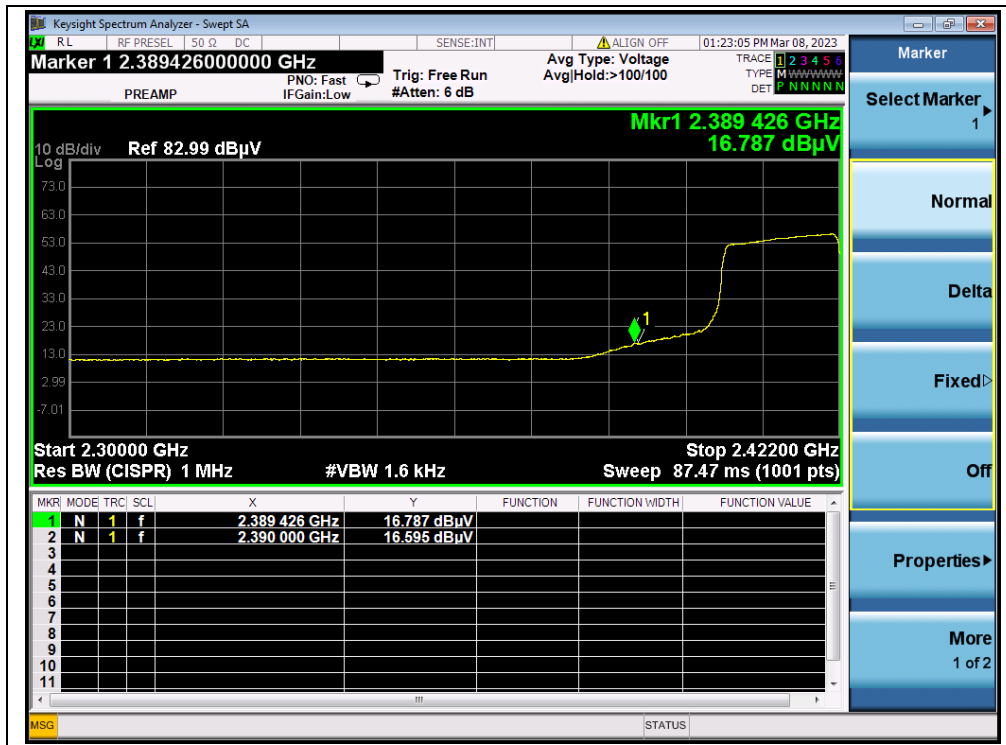 Keysight Spectrum Analyzer - Swept SA
LXI RL RF PRESEL 50 Ω DC SENSE:INT ALIGN OFF 01:23:05 PM Mar 08, 2023
Marker 1 2.389426000000 GHz
PREAMP
PNO: Fast
IFGain:Low
Trig: Free Run
#Atten: 6 dB
Avg Type: Voltage
Avg|Hold:>100/100
TRACE 1 2 3 4 5 6
TYPE M WWWWW
DET P N N N N N
Mkr1 2.389 426 GHz
16.787 dBµV
10 dB/div Ref 82.99 dBµV
Log
73.0
63.0
53.0
43.0
33.0
23.0
13.0
2.99
-7.01
1
Start 2.30000 GHz Stop 2.42200 GHz
Res BW (CISPR) 1 MHz #VBW 1.6 kHz Sweep 87.47 ms (1001 pts)
MKR MODE TRC SCL X Y FUNCTION FUNCTION WIDTH FUNCTION VALUE
1 N 1 f 2.389 426 GHz 16.787 dBµV
2 N 1 f 2.390 000 GHz 16.595 dBµV
3
4
5
6
7
8
9
10
11
MSG STATUS
Marker
Select Marker
1
Normal
Delta
Fixed
Off
Properties
More
1 of 2